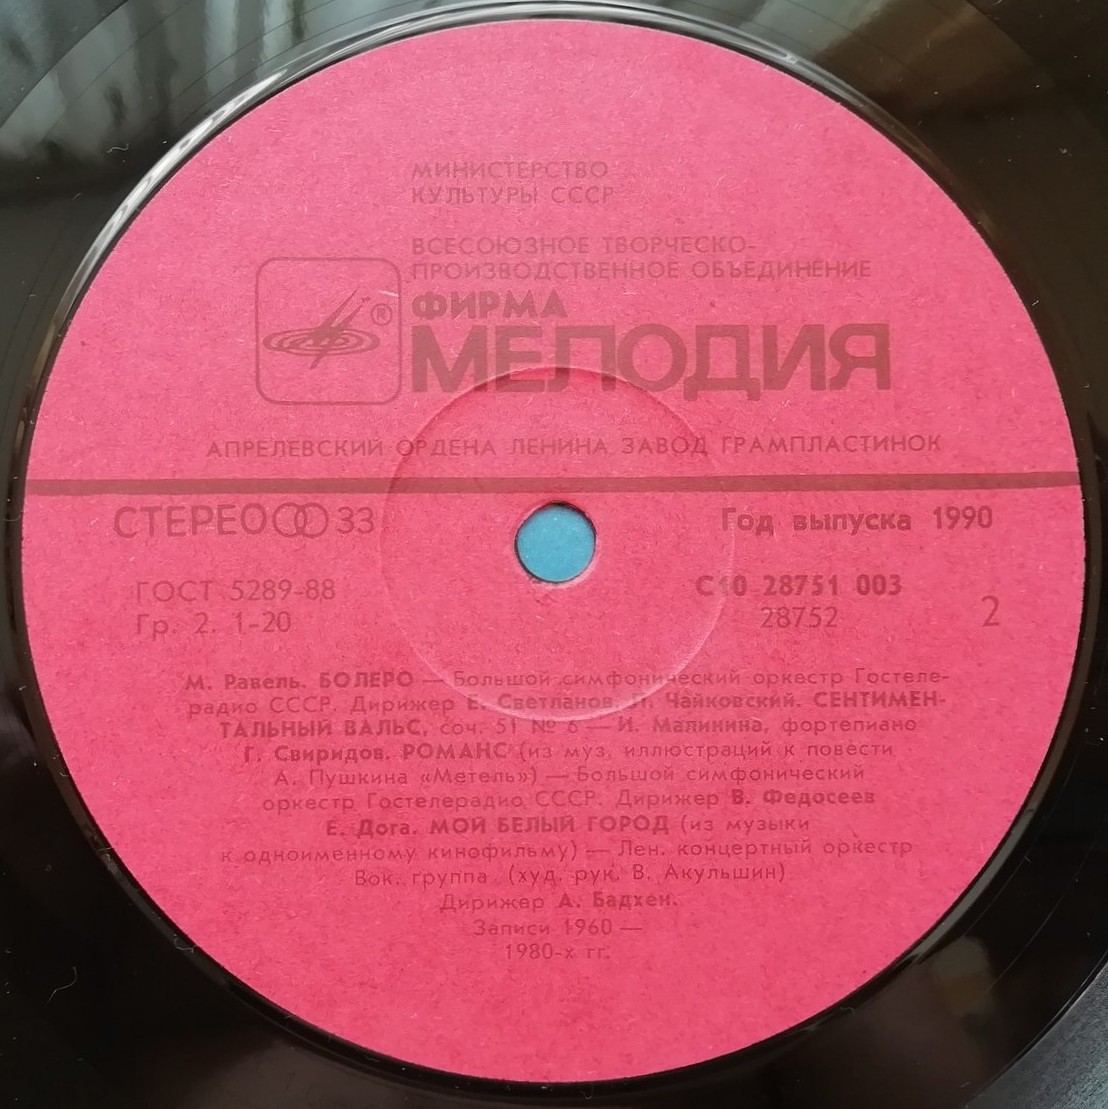 МИНИСТЕРСТВО
КУЛЬТУРЫ СССР
ВСЕСОЮЗНОЕ ТВОРЧЕСКО-
ПРОИЗВОДСТВЕННОЕ ОБЪЕДИНЕНИЕ
ФИРМА
®
МЕЛОДИЯ
АПРЕЛЕВСКИЙ ОРДЕНА ЛЕНИНА ЗАВОД ГРАМПЛАСТИНОК
СТЕРЕО 33
Год выпуска 1990
ГОСТ 5289-88
С10 28751 003
Гр. 2. 1-20
28752
2
М. Равель. БОЛЕРО — Большой симфонический оркестр Гостеле-
радио СССР. Дирижер Е. Светланов. П. Чайковский. СЕНТИМЕН-
ТАЛЬНЫЙ ВАЛЬС, соч. 51 № 6 — И. Малинина, фортепиано
Г. Свиридов. РОМАНС (из муз. иллюстраций к повести
А. Пушкина «Метель») — Большой симфонический
оркестр Гостелерадио СССР. Дирижер В. Федосеев
Е. Дога. МОЙ БЕЛЫЙ ГОРОД (из музыки
к одноименному кинофильму) — Лен. концертный оркестр
Вок. группа (худ. рук. В. Акульшин)
Дирижер А. Бадхен.
Записи 1960 —
1980-х гг.